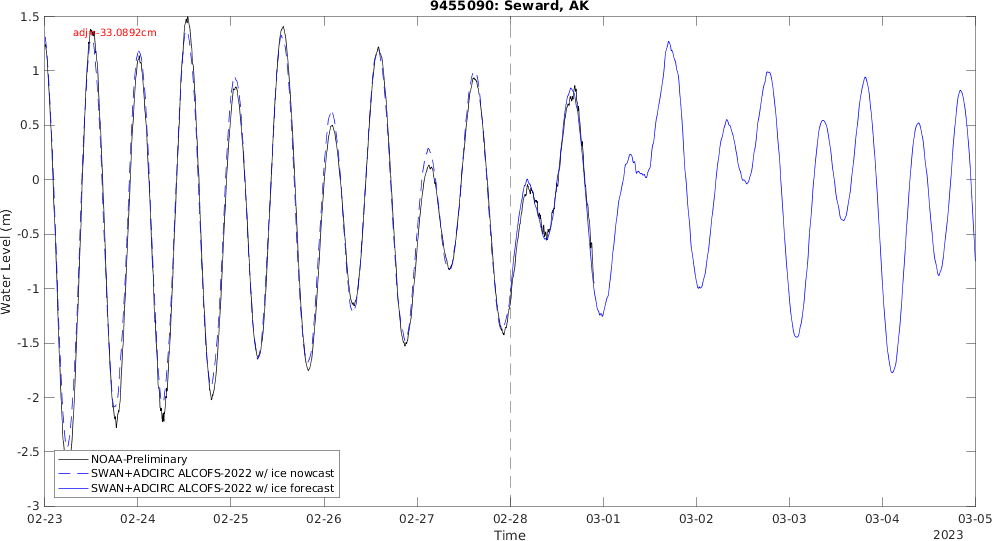 9455090: Seward, AK
adj: -33.0892cm
1.5
1
0.5
0
-0.5
-1
-1.5
-2
-2.5
-3
Water Level (m)
NOAA-Preliminary
SWAN+ADCIRC ALCOFS-2022 w/ ice nowcast
SWAN+ADCIRC ALCOFS-2022 w/ ice forecast
02-23 02-24 02-25 02-26 02-27 02-28 03-01 03-02 03-03 03-04 03-05
Time
2023